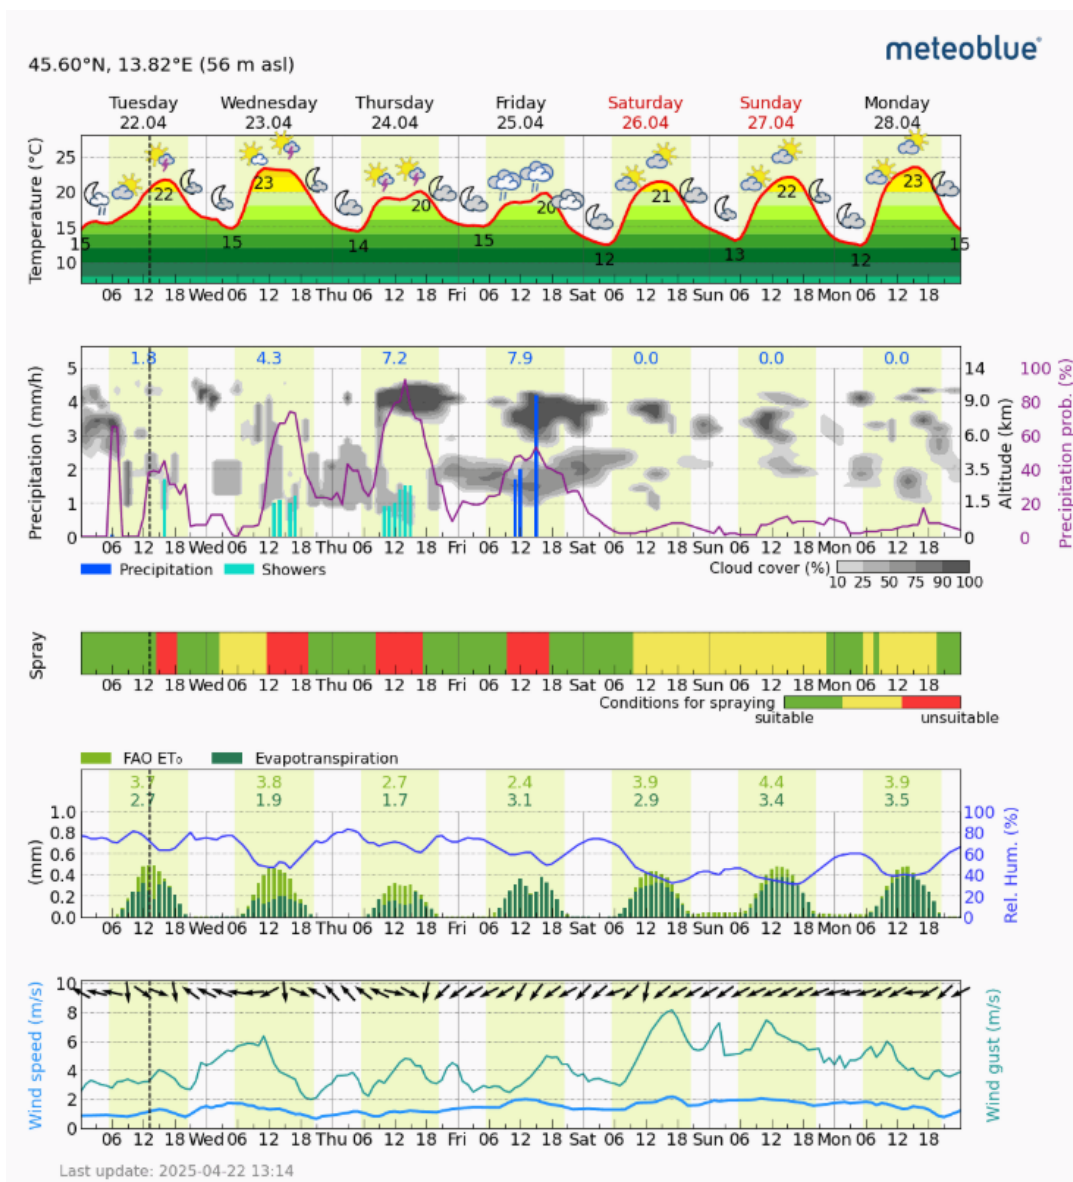 meteoblue®
45.60°N, 13.82°E (56 m asl)
Tuesday Wednesday Thursday Friday Saturday Sunday Monday
22.04 23.04 24.04 25.04 26.04 27.04 28.04
Temperature (°C)
25
20
15
10
22 23 20 20 21 22 23
15 15 14 15 12 13 12 15
06 12 18 Wed 06 12 18 Thu 06 12 18 Fri 06 12 18 Sat 06 12 18 Sun 06 12 18 Mon 06 12 18
Precipitation (mm/h)
1.8 4.3 7.2 7.9 0.0 0.0 0.0
5 14 100
4 9.0 80
3 6.0 60
2 3.5 40
1 1.5 20
0 0 0
Altitude (km)
Precipitation prob. (%)
06 12 18 Wed 06 12 18 Thu 06 12 18 Fri 06 12 18 Sat 06 12 18 Sun 06 12 18 Mon 06 12 18
Precipitation Showers Cloud cover (%)
10 25 50 75 90 100
Spray
06 12 18 Wed 06 12 18 Thu 06 12 18 Fri 06 12 18 Sat 06 12 18 Sun 06 12 18 Mon 06 12 18
Conditions for spraying
suitable unsuitable
FAO ET₀ Evapotranspiration
3.7 3.8 2.7 2.4 3.9 4.4 3.9
2.7 1.9 1.7 3.1 2.9 3.4 3.5
(mm)
1.0 100
0.8 80
0.6 60
0.4 40
0.2 20
0.0 0
Rel. Hum. (%)
06 12 18 Wed 06 12 18 Thu 06 12 18 Fri 06 12 18 Sat 06 12 18 Sun 06 12 18 Mon 06 12 18
Wind speed (m/s)
10
8
6
4
2
0
Wind gust (m/s)
06 12 18 Wed 06 12 18 Thu 06 12 18 Fri 06 12 18 Sat 06 12 18 Sun 06 12 18 Mon 06 12 18
Last update: 2025-04-22 13:14